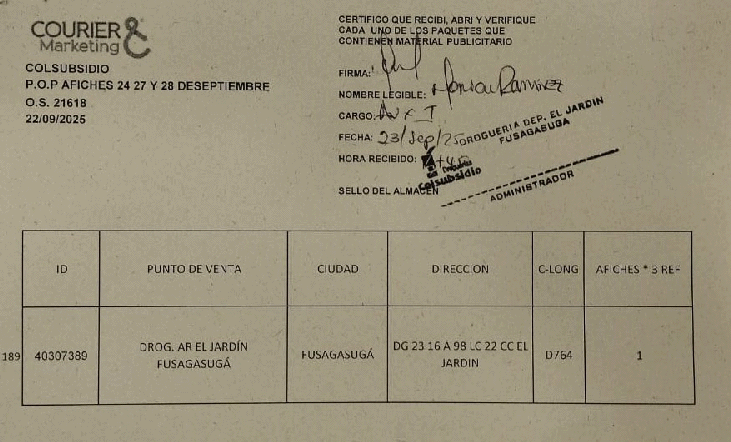 COURIER &
Marketing
COLSUBSIDIO
P.O.P AFICHES 24 27 Y 28 DESEPTIEMBRE
O.S. 21618
22/09/2025
CERTIFICO QUE RECIBI, ABRI Y VERIFIQUE
CADA UNO DE LOS PAQUETES QUE
CONTIENEN MATERIAL PUBLICITARIO
FIRMA:
NOMBRE LEGIBLE: Ramirez
CARGO:
FECHA: 23/Sep/25
HORA RECIBIDO:
SELLO DEL ALMACEN
DROGUERIA DEP. EL JARDIN
FUSAGASUGA
Colsubsidio
ADMINISTRADOR
ID PUNTO DE VENTA CIUDAD DIRECCION C-LONG AFICHES * 3 REF
189 40307389 DROG. AR EL JARDÍN FUSAGASUGÁ FUSAGASUGÁ DG 23 16 A 98 LC 22 CC EL JARDIN D764 1